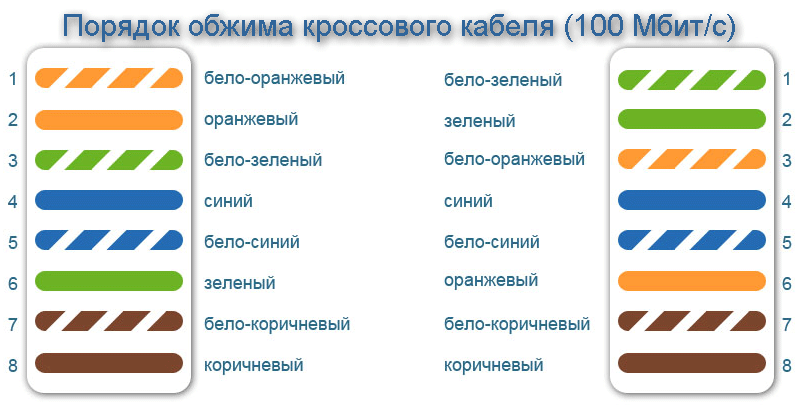 Порядок обжима кроссового кабеля (100 Мбит/с)
1 бело-оранжевый бело-зеленый 1
2 оранжевый зеленый 2
3 бело-зеленый бело-оранжевый 3
4 синий синий 4
5 бело-синий бело-синий 5
6 зеленый оранжевый 6
7 бело-коричневый бело-коричневый 7
8 коричневый коричневый 8